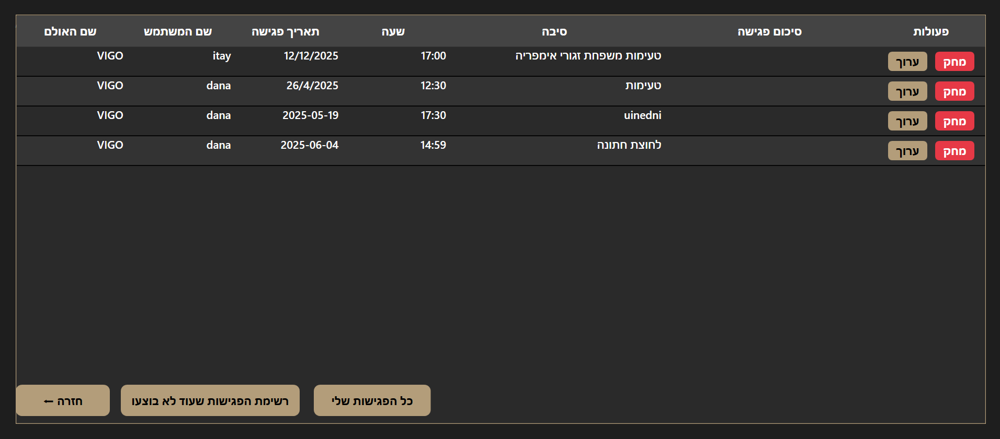 שם האולם שם המשתמש תאריך פגישה שעה סיבה סיכום פגישה פעולות
VIGO itay 12/12/2025 17:00 טעימות משפחת זגורי אימפריה ערוך מחק
VIGO dana 26/4/2025 12:30 טעימות ערוך מחק
VIGO dana 2025-05-19 17:30 uinedni ערוך מחק
VIGO dana 2025-06-04 14:59 לחוצת חתונה ערוך מחק
חזרה ← רשימת הפגישות שעוד לא בוצעו כל הפגישות שלי